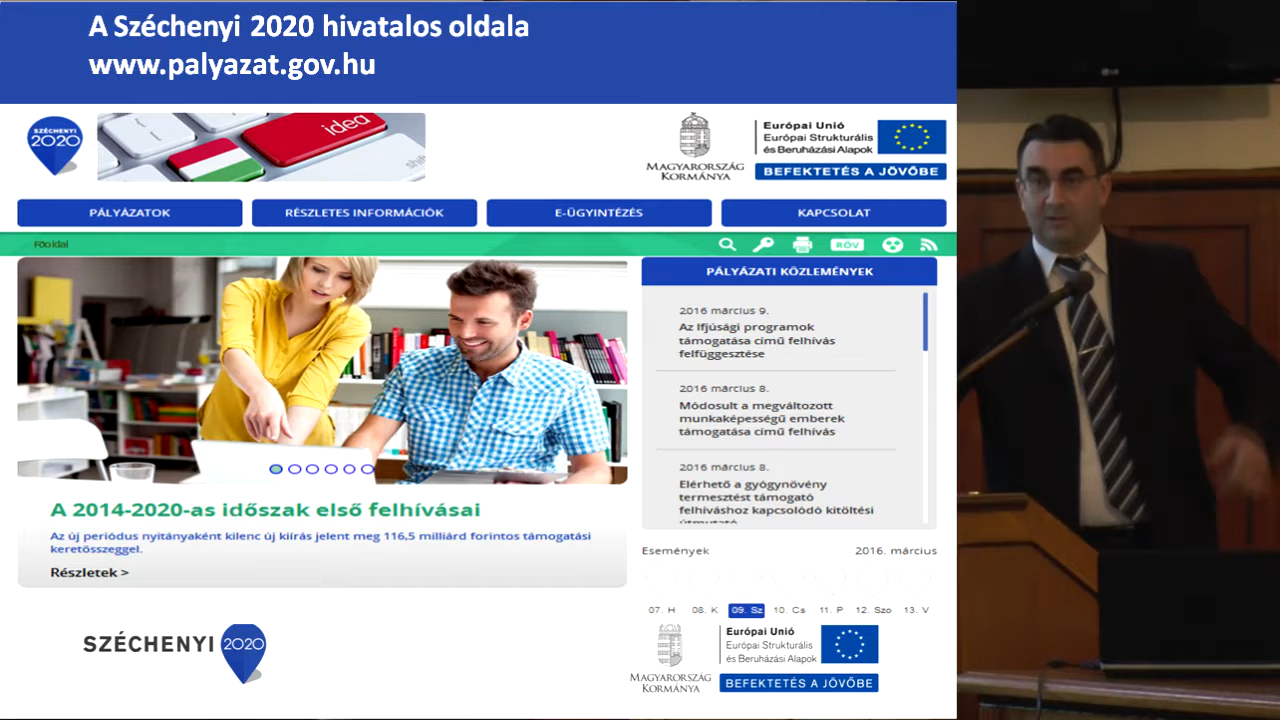 A Széchenyi 2020 hivatalos oldala
www.palyazat.gov.hu
SZÉCHENYI
2020
idea
shift
MAGYARORSZÁG
KORMÁNYA
Európai Unió
Európai Strukturális
és Beruházási Alapok
BEFEKTETÉS A JÖVŐBE
PÁLYÁZATOK
RÉSZLETES INFORMÁCIÓK
E-ÜGYINTÉZÉS
KAPCSOLAT
Főoldal
RÖV
PÁLYÁZATI KÖZLEMÉNYEK
2016 március 9.
Az Ifjúsági programok
támogatása című felhívás
felfüggesztése
2016 március 8.
Módosult a megváltozott
munkaképességű emberek
támogatása című felhívás
2016 március 8.
Elérhető a gyógynövény
termesztést támogató
felhíváshoz kapcsolódó kitöltési
útmutató
A 2014-2020-as időszak első felhívásai
Az új periódus nyitányaként kilenc új kiírás jelent meg 116,5 milliárd forintos támogatási
keretösszeggel.
Részletek >
Események 2016. március
07. H 08. K 09. Sz 10. Cs 11. P 12. Szo 13. V
SZÉCHENYI 2020
MAGYARORSZÁG
KORMÁNYA
Európai Unió
Európai Strukturális
és Beruházási Alapok
BEFEKTETÉS A JÖVŐBE
LG